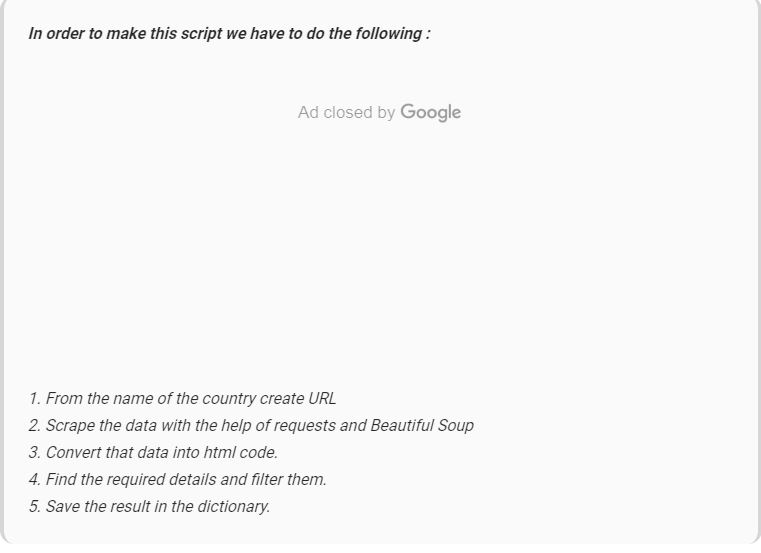 In order to make this script we have to do the following :
Ad closed by Google
1. From the name of the country create URL
2. Scrape the data with the help of requests and Beautiful Soup
3. Convert that data into html code.
4. Find the required details and filter them.
5. Save the result in the dictionary.